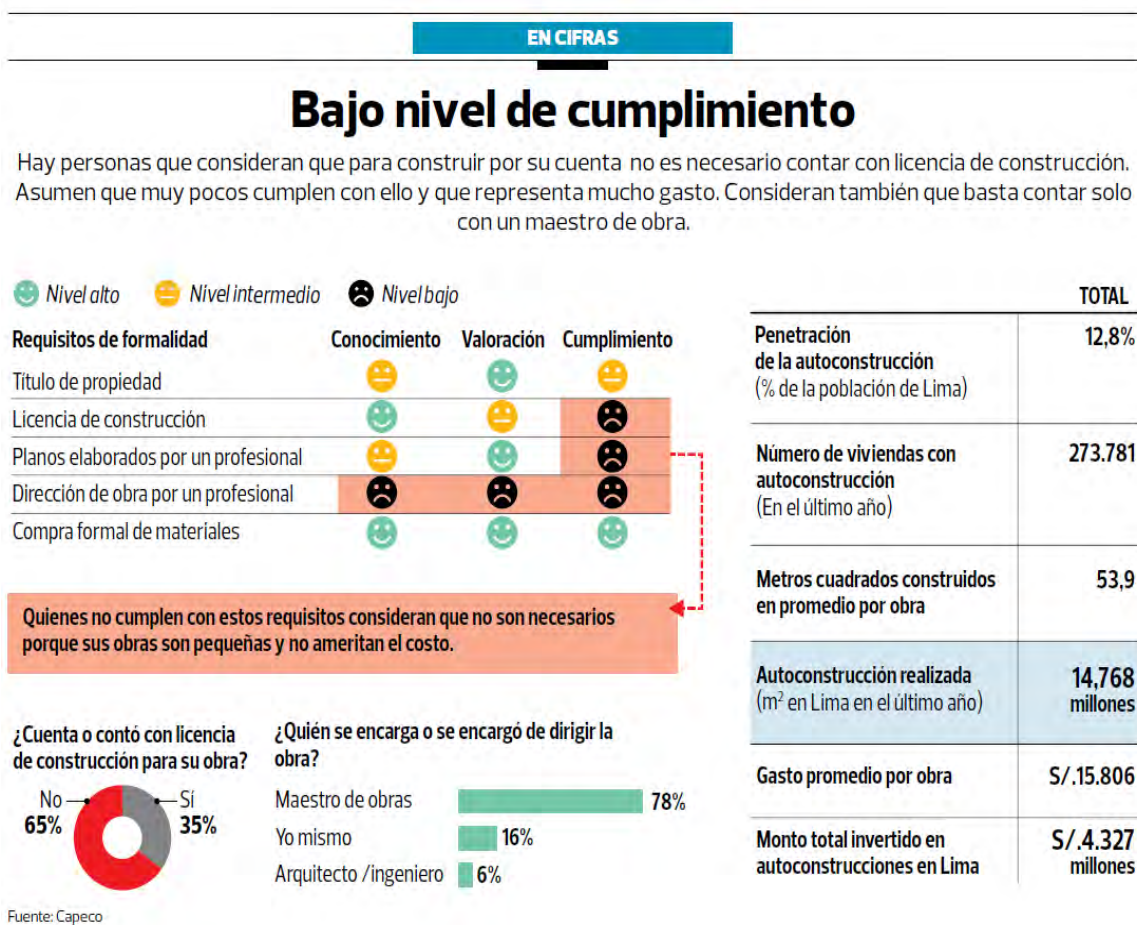 EN CIFRAS
Bajo nivel de cumplimiento
Hay personas que consideran que para construir por su cuenta no es necesario contar con licencia de construcción.
Asumen que muy pocos cumplen con ello y que representa mucho gasto. Consideran también que basta contar solo
con un maestro de obra.
Nivel alto Nivel intermedio Nivel bajo
Requisitos de formalidad Conocimiento Valoración Cumplimiento
Título de propiedad
Licencia de construcción
Planos elaborados por un profesional
Dirección de obra por un profesional
Compra formal de materiales
Quienes no cumplen con estos requisitos consideran que no son necesarios
porque sus obras son pequeñas y no ameritan el costo.
¿Cuenta o contó con licencia
de construcción para su obra?
No Sí
65% 35%
¿Quién se encarga o se encargó de dirigir la
obra?
Maestro de obras 78%
Yo mismo 16%
Arquitecto /ingeniero 6%
TOTAL
Penetración 12,8%
de la autoconstrucción
(% de la población de Lima)
Número de viviendas con 273.781
autoconstrucción
(En el último año)
Metros cuadrados construidos 53,9
en promedio por obra
Autoconstrucción realizada 14,768
(m² en Lima en el último año) millones
Gasto promedio por obra S/.15.806
Monto total invertido en S/.4.327
autoconstrucciones en Lima millones
Fuente: Capeco